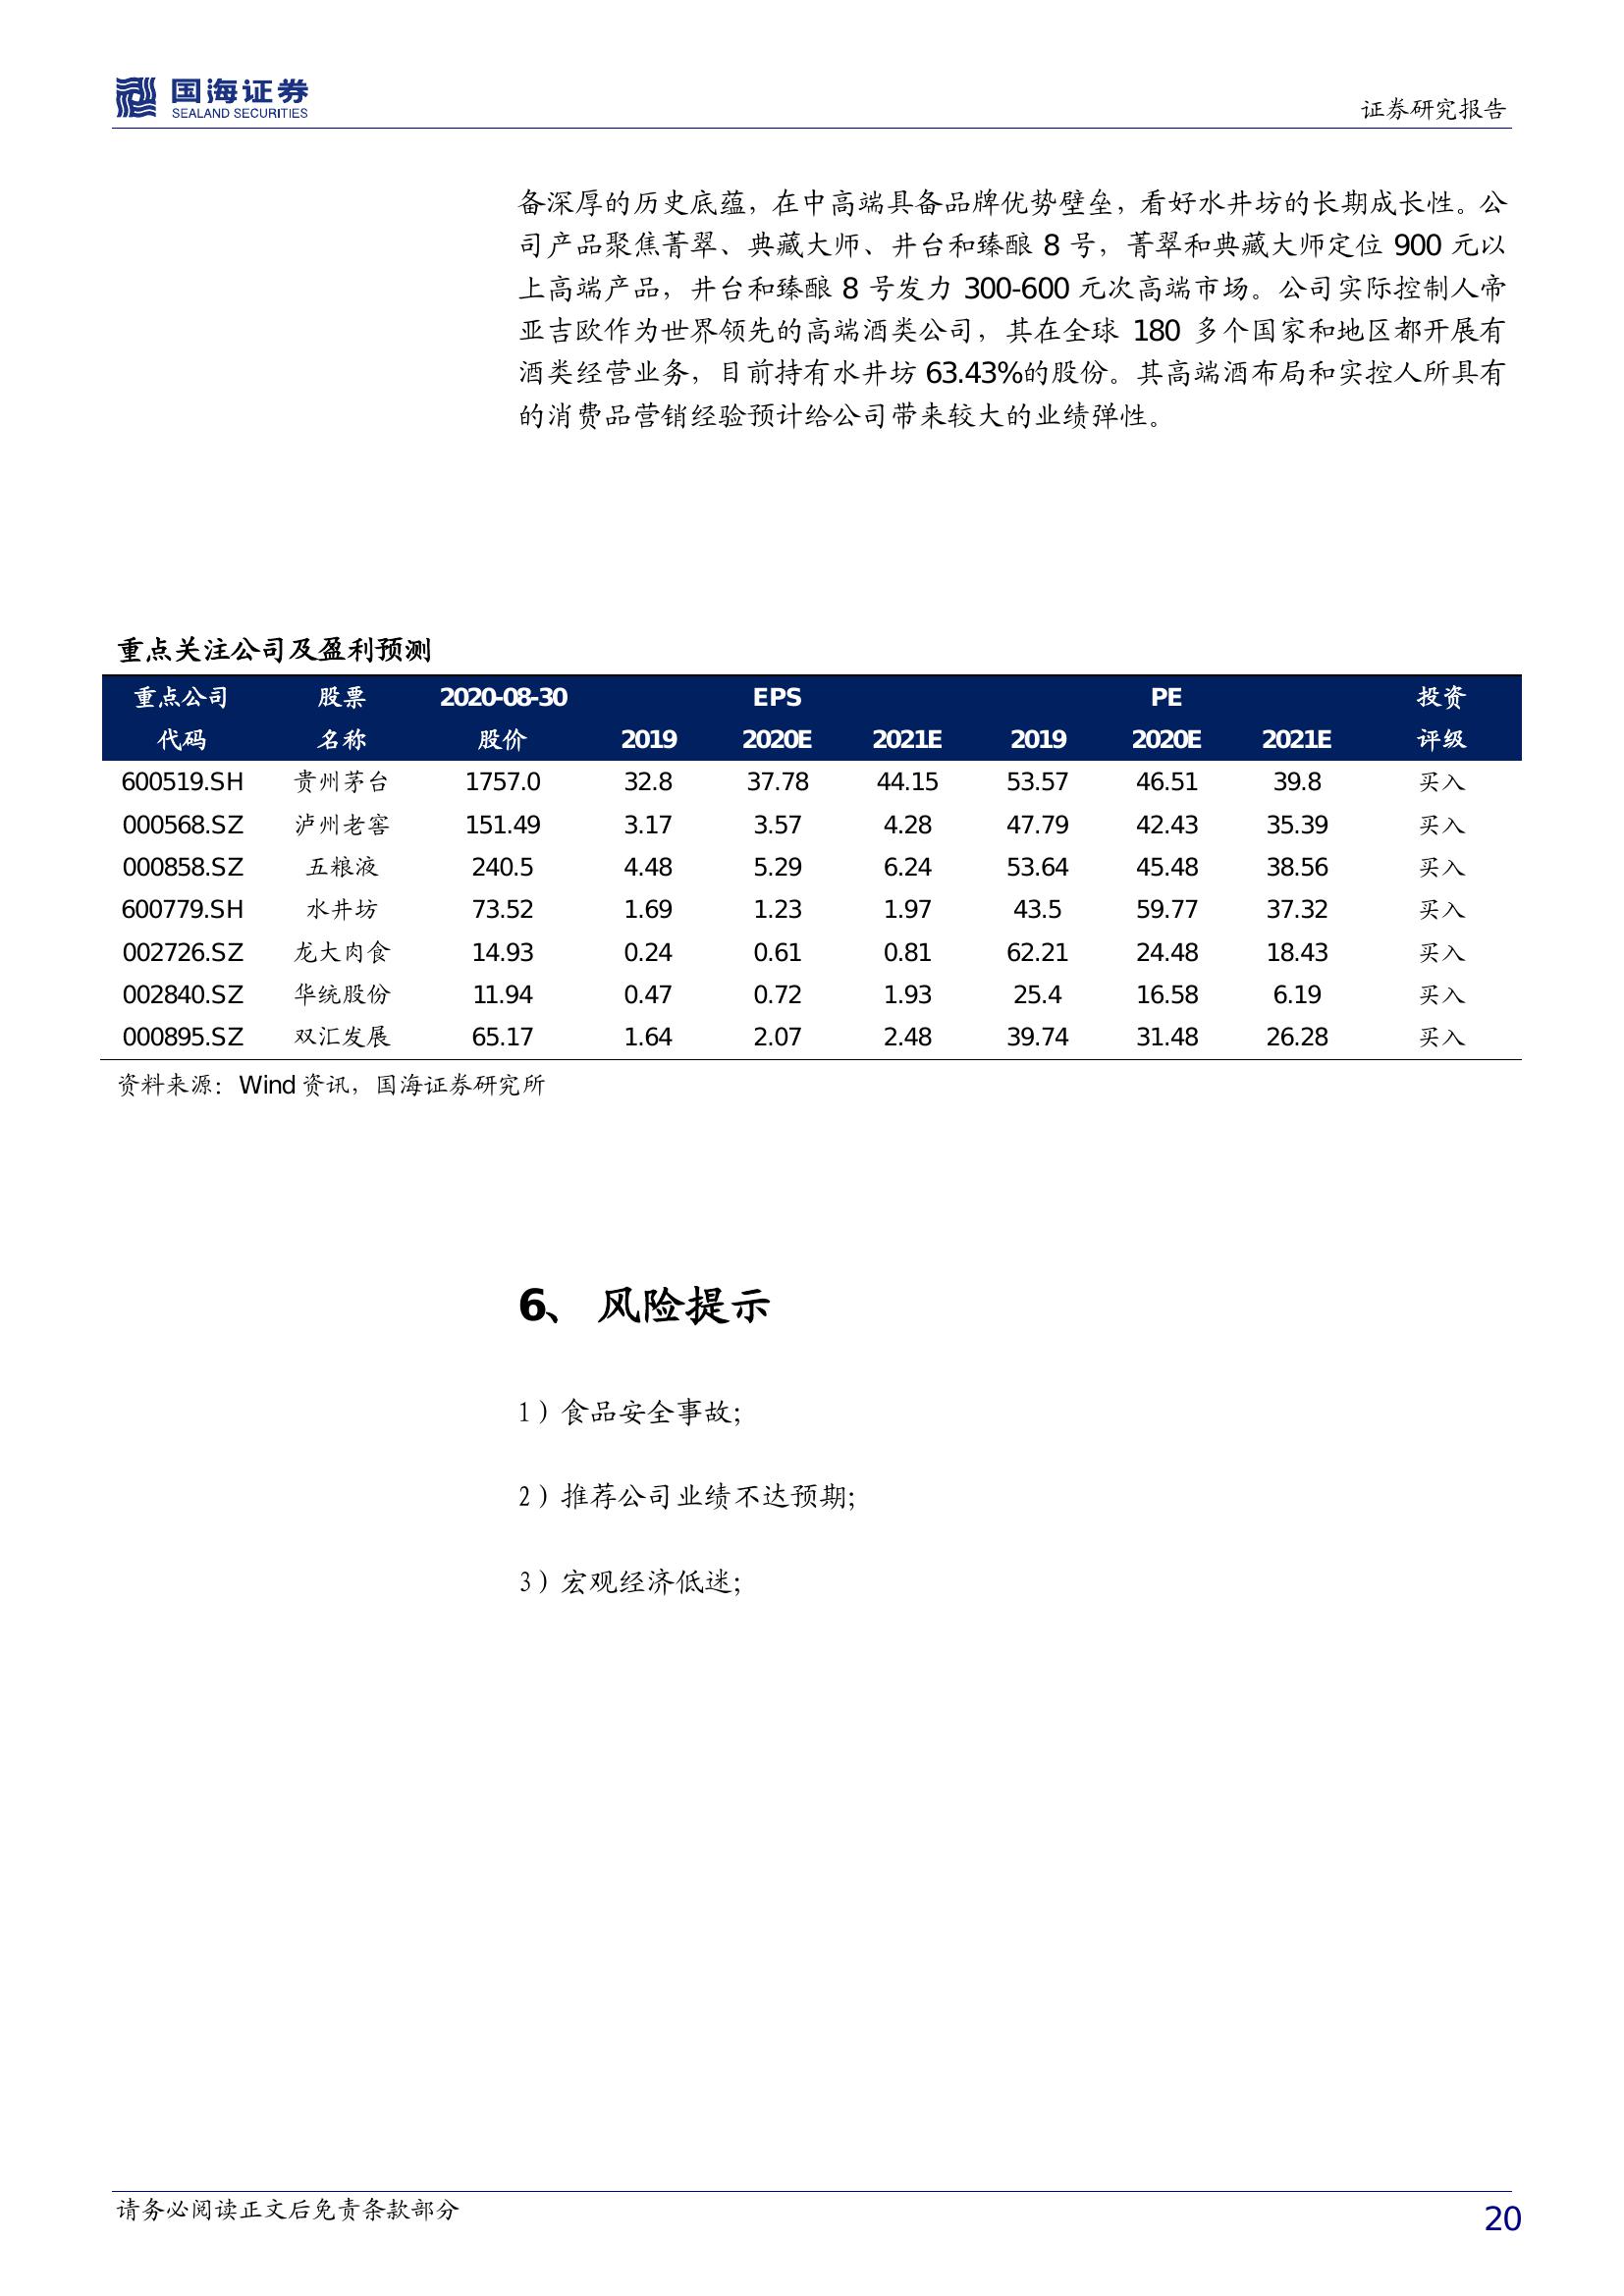 国海证券
SEALAND SECURITIES
证券研究报告
备深厚的历史底蕴，在中高端具备品牌优势壁垒，看好水井坊的长期成长性。公
司产品聚焦菁翠、典藏大师、井台和臻酿 8 号，菁翠和典藏大师定位 900 元以
上高端产品，井台和臻酿 8 号发力 300-600 元次高端市场。公司实际控制人帝
亚吉欧作为世界领先的高端酒类公司，其在全球 180 多个国家和地区都开展有
酒类经营业务，目前持有水井坊 63.43%的股份。其高端酒布局和实控人所具有
的消费品营销经验预计给公司带来较大的业绩弹性。
重点关注公司及盈利预测
重点公司 股票 2020-08-30 EPS PE 投资
代码 名称 股价 2019 2020E 2021E 2019 2020E 2021E 评级
600519.SH 贵州茅台 1757.0 32.8 37.78 44.15 53.57 46.51 39.8 买入
000568.SZ 泸州老窖 151.49 3.17 3.57 4.28 47.79 42.43 35.39 买入
000858.SZ 五粮液 240.5 4.48 5.29 6.24 53.64 45.48 38.56 买入
600779.SH 水井坊 73.52 1.69 1.23 1.97 43.5 59.77 37.32 买入
002726.SZ 龙大肉食 14.93 0.24 0.61 0.81 62.21 24.48 18.43 买入
002840.SZ 华统股份 11.94 0.47 0.72 1.93 25.4 16.58 6.19 买入
000895.SZ 双汇发展 65.17 1.64 2.07 2.48 39.74 31.48 26.28 买入
资料来源：Wind 资讯，国海证券研究所
6、 风险提示
1）食品安全事故；
2）推荐公司业绩不达预期；
3）宏观经济低迷；
请务必阅读正文后免责条款部分
20